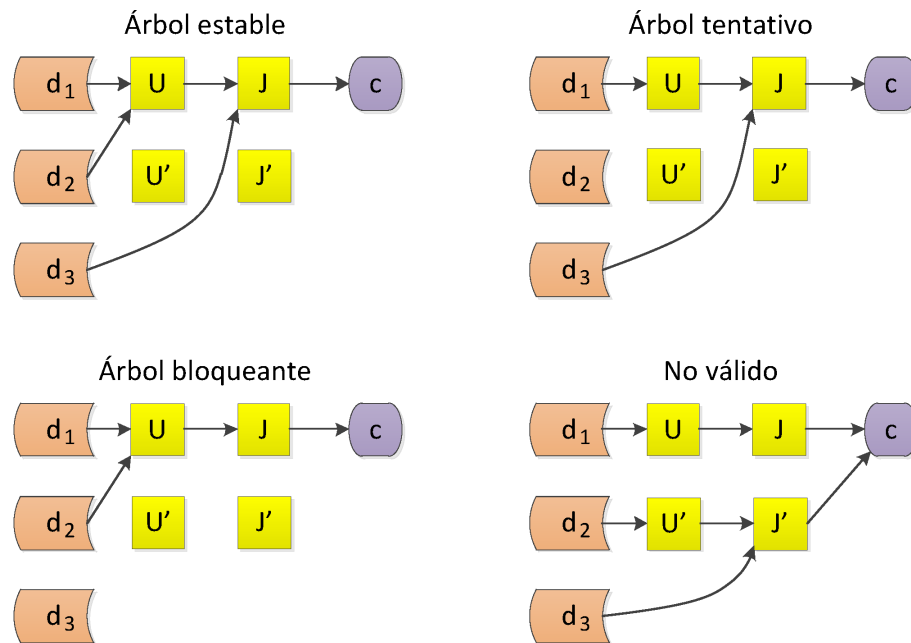 Árbol estable
d1 U J c
d2 U' J'
d3
Árbol tentativo
d1 U J c
d2 U' J'
d3
Árbol bloqueante
d1 U J c
d2 U' J'
d3
No válido
d1 U J c
d2 U' J'
d3